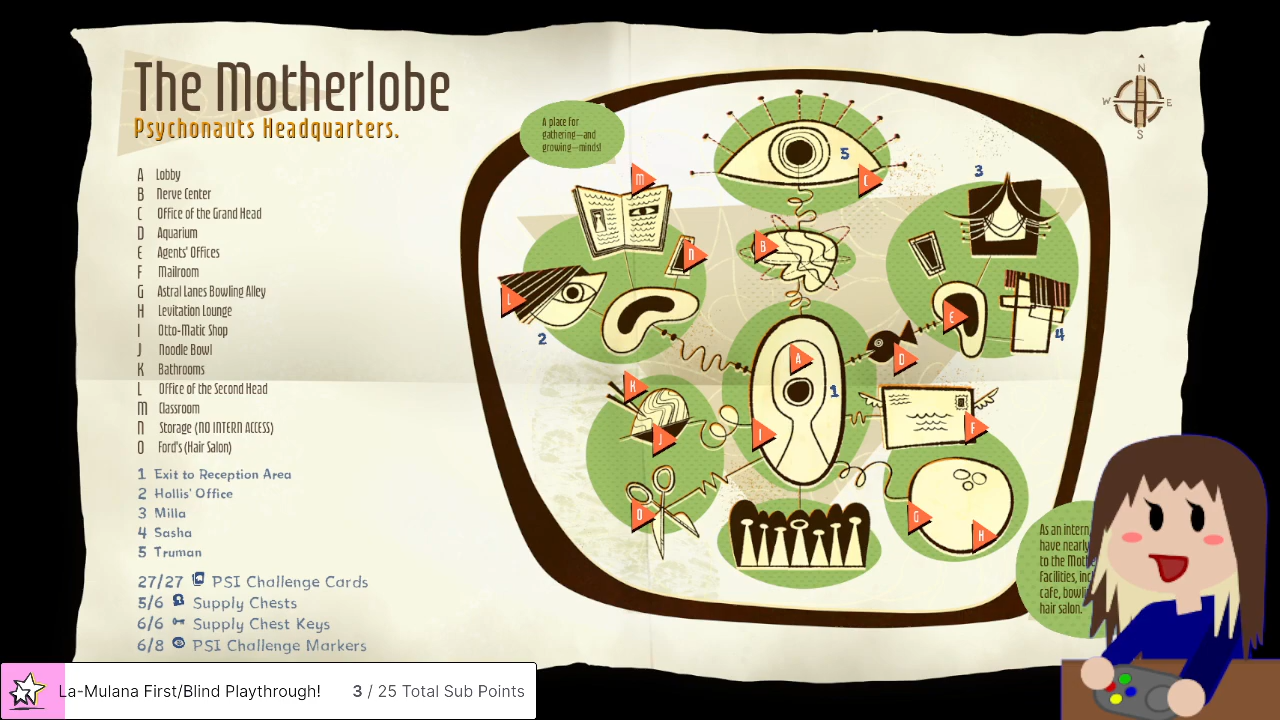 The Motherlobe
Psychonauts Headquarters.
A Lobby
B Nerve Center
C Office of the Grand Head
D Aquarium
E Agents' Offices
F Mailroom
G Astral Lanes Bowling Alley
H Levitation Lounge
I Otto-Matic Shop
J Noodle Bowl
K Bathrooms
L Office of the Second Head
M Classroom
N Storage (NO INTERN ACCESS)
O Ford's (Hair Salon)
1 Exit to Reception Area
2 Hollis' Office
3 Milla
4 Sasha
5 Truman
27/27 PSI Challenge Cards
5/6 Supply Chests
6/6 Supply Chest Keys
6/8 PSI Challenge Markers
A place for
gathering—and
growing—minds!
N
W E
S
5
C
M
3
B
N
L
E
2
4
A
D
K
1
J
I
F
O
G
H
As an intern
have nearly
to the
Facilities,
cafe,
hair salon.
La-Mulana First/Blind Playthrough! 3 / 25 Total Sub Points